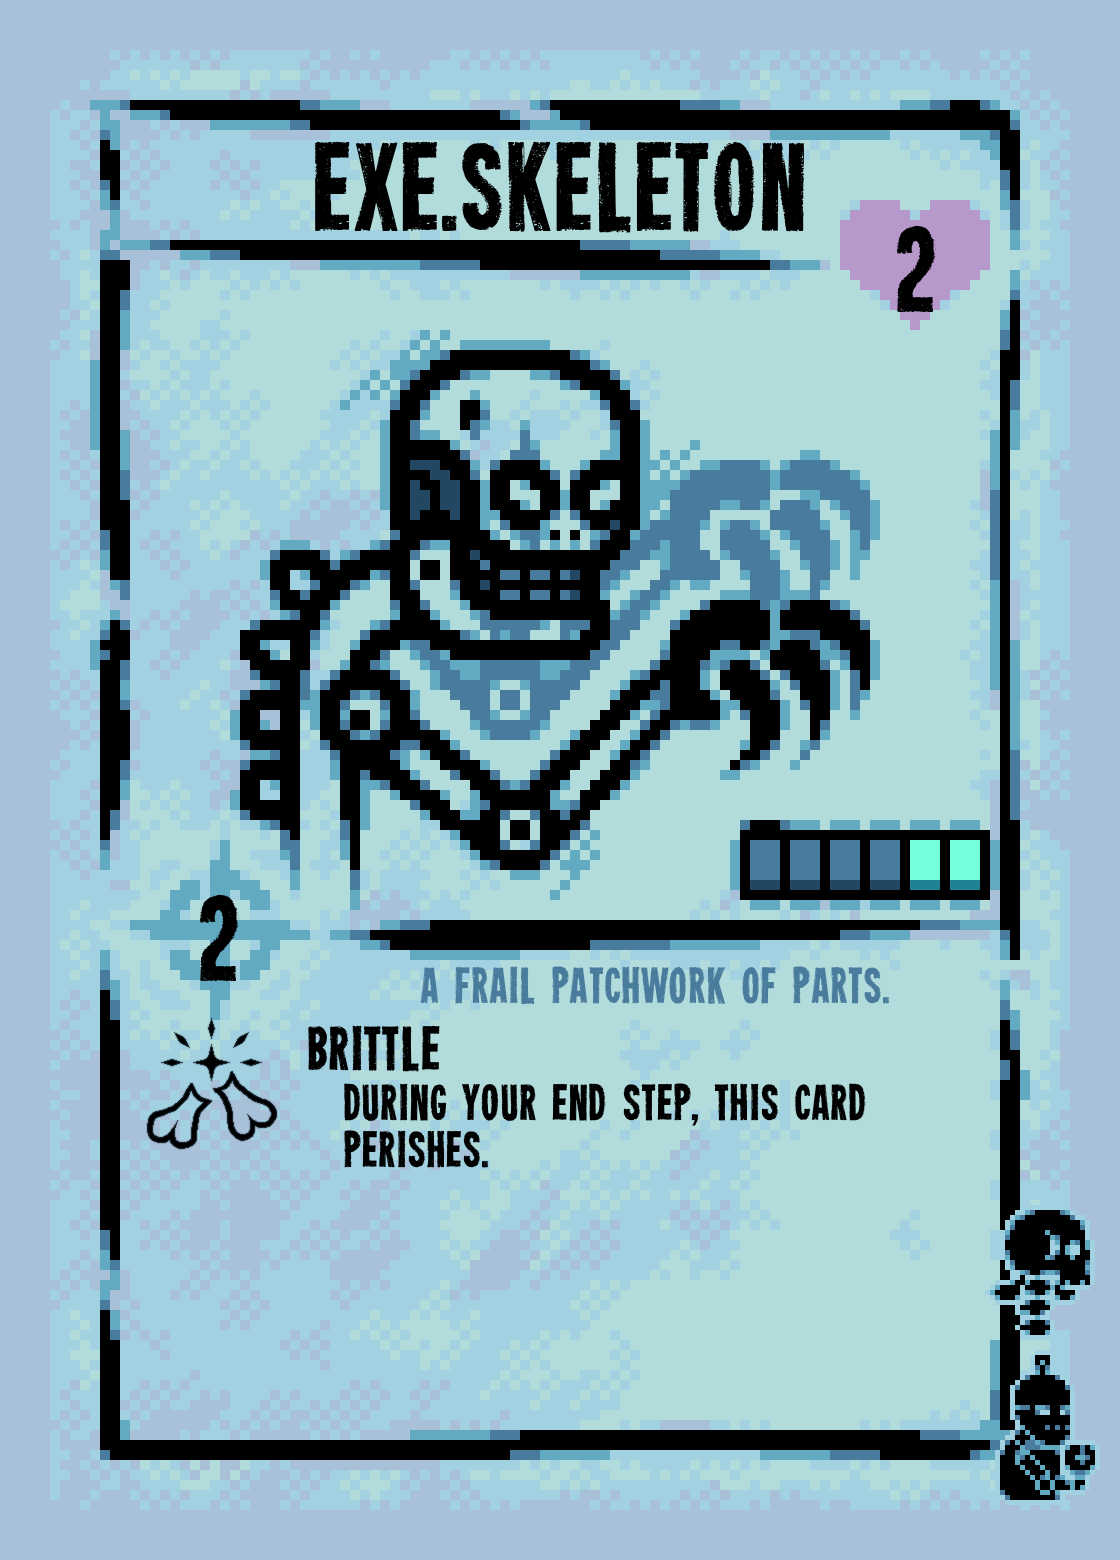 EXE.SKELETON
2
2
A FRAIL PATCHWORK OF PARTS.
BRITTLE
DURING YOUR END STEP, THIS CARD
PERISHES.